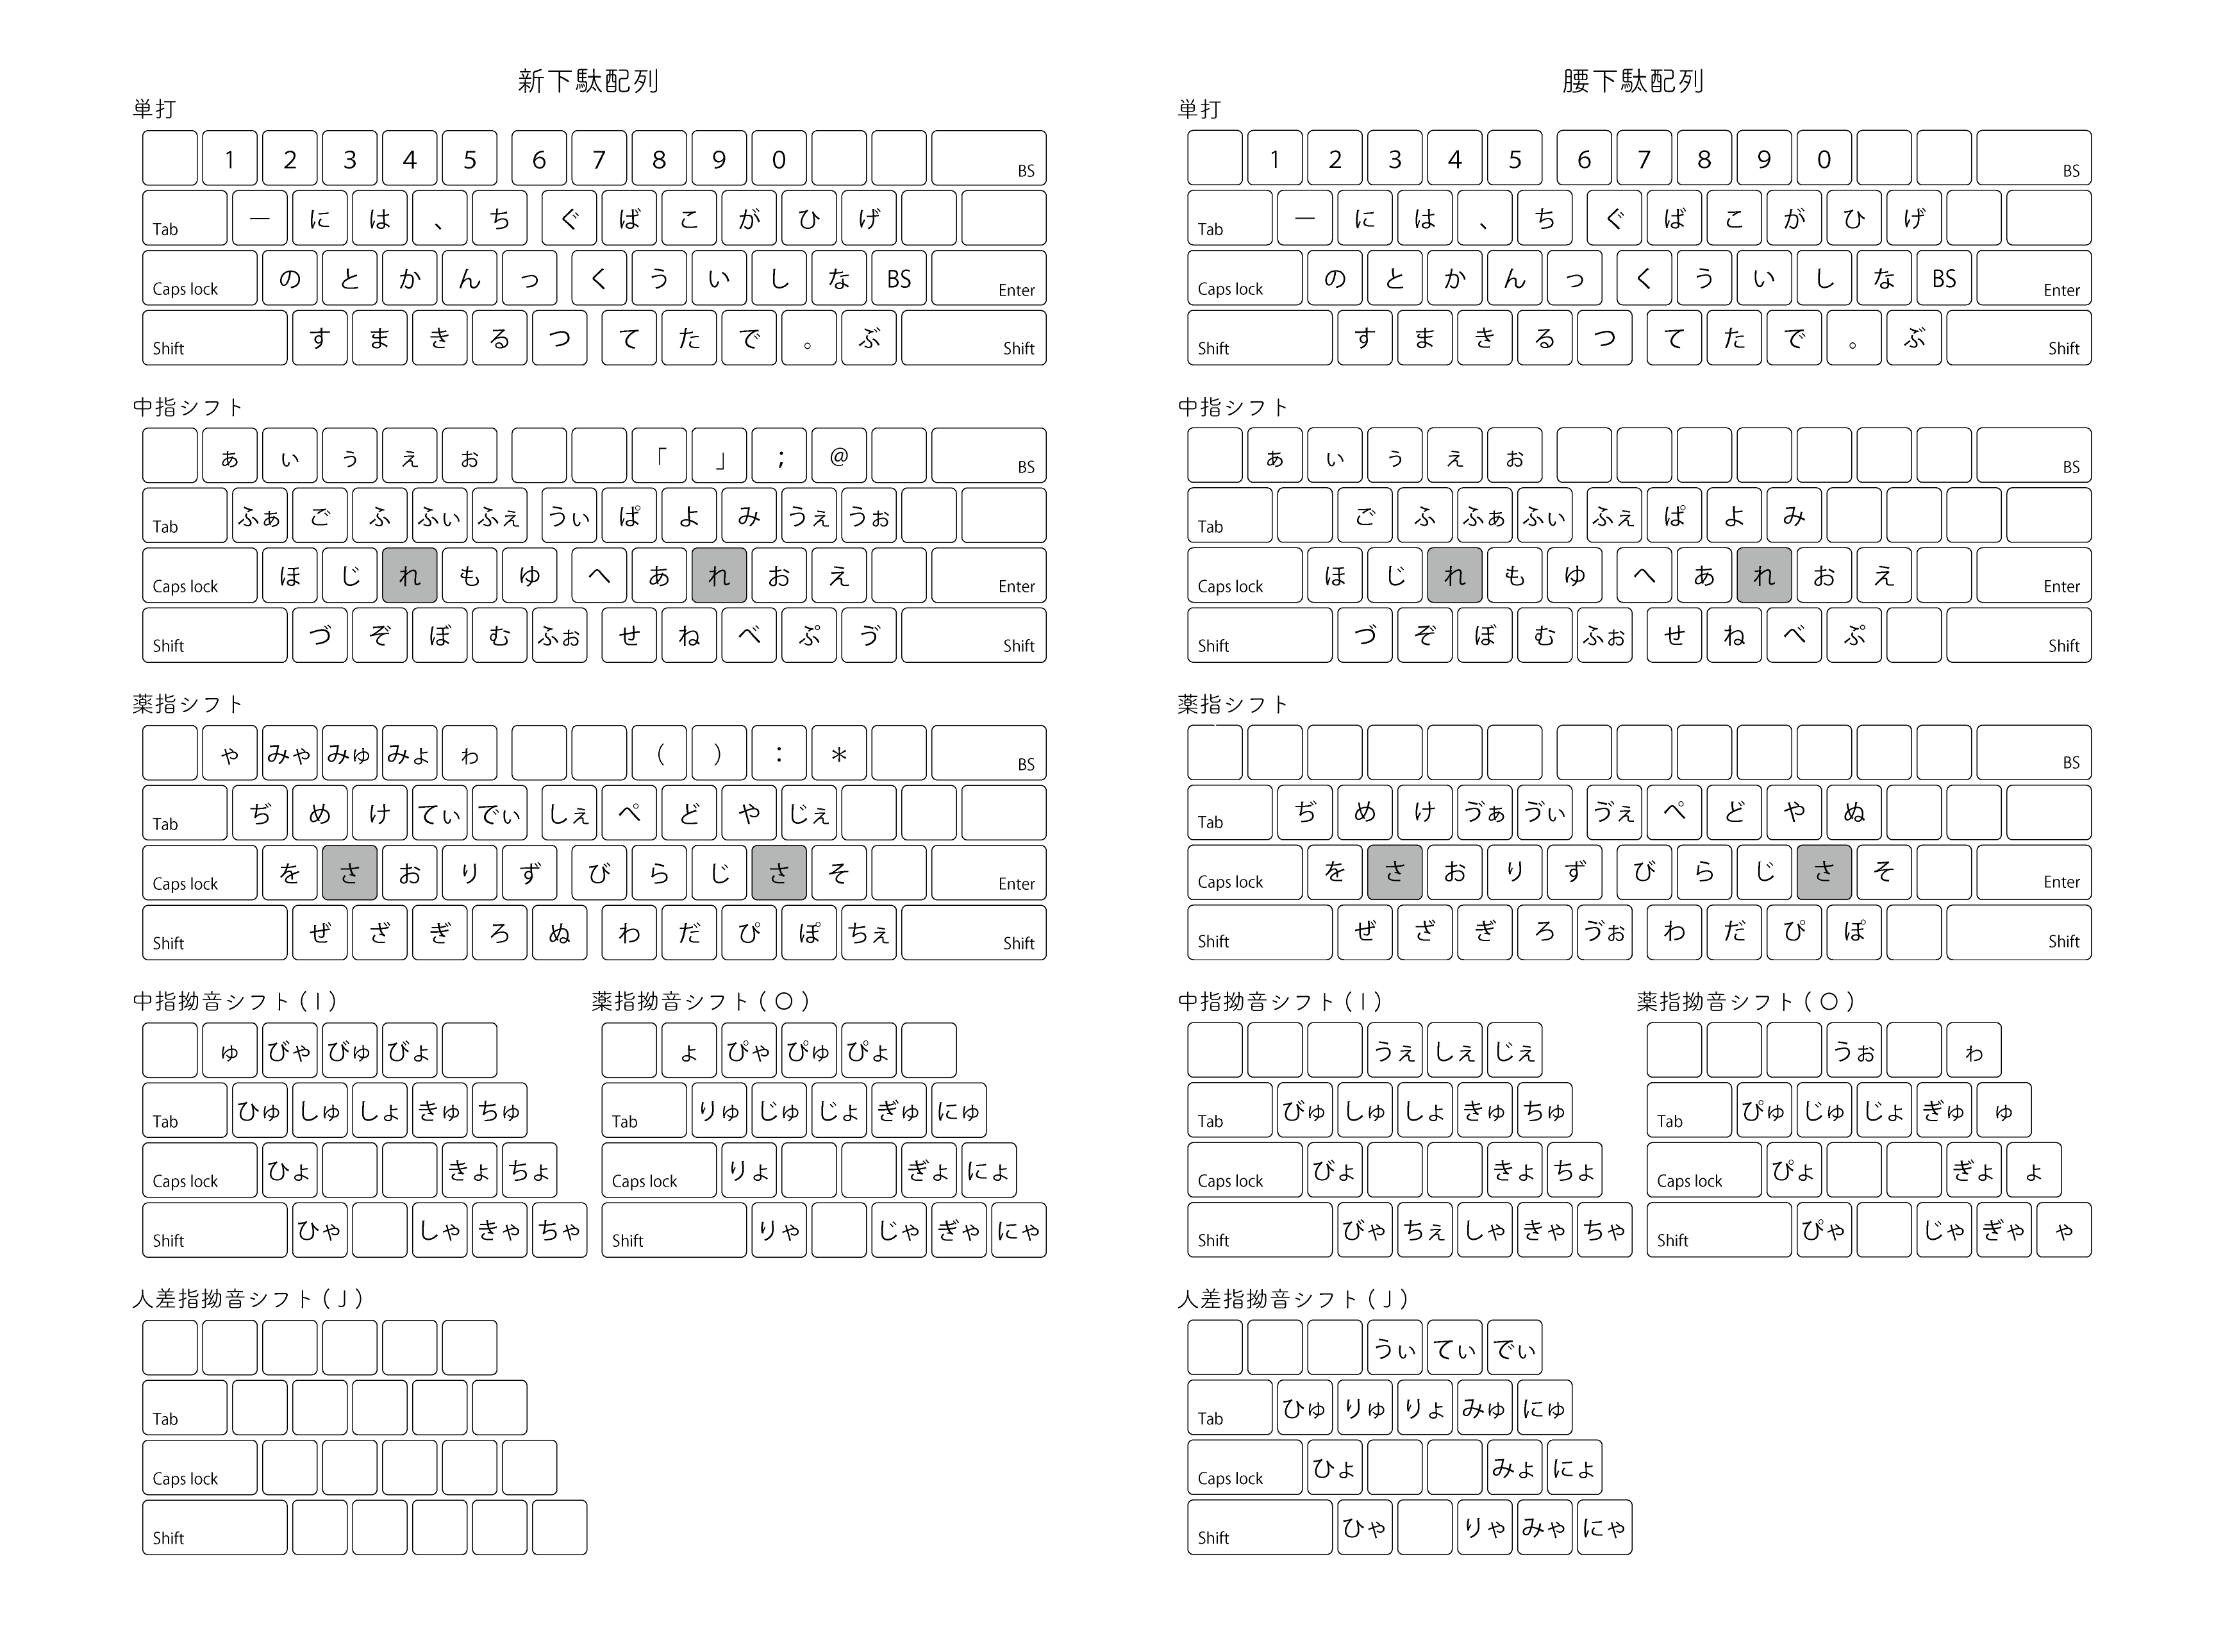 新下駄配列
単打
1 2 3 4 5 6 7 8 9 0 BS
Tab ー に は 、 ち ぐ ば こ が ひ げ
Caps lock の と か ん っ く う い し な BS Enter
Shift す ま き る つ て た で 。 ぶ Shift
中指シフト
ぁ ぃ ぅ ぇ ぉ 「 」 ; @ BS
Tab ふぁ ご ふ ふぃ ふぇ うぃ ぱ よ み うぇ うぉ
Caps lock ほ じ れ も ゆ へ あ れ お え Enter
Shift づ ぞ ぼ む ふぉ せ ね べ ぷ ゔ Shift
薬指シフト
ゃ みゃ みゅ みょ ゎ ( ) : * BS
Tab ぢ め け てぃ でぃ しぇ ぺ ど や じぇ
Caps lock を さ お り ず び ら じ さ そ Enter
Shift ぜ ざ ぎ ろ ぬ わ だ ぴ ぽ ちぇ Shift
中指拗音シフト(I)
ゅ びゃ びゅ びょ
Tab ひゅ しゅ しょ きゅ ちゅ
Caps lock ひょ きょ ちょ
Shift ひゃ しゃ きゃ ちゃ
薬指拗音シフト(O)
ょ ぴゃ ぴゅ ぴょ
Tab りゅ じゅ じょ ぎゅ にゅ
Caps lock りょ ぎょ にょ
Shift りゃ じゃ ぎゃ にゃ
人差指拗音シフト(J)
Tab
Caps lock
Shift
腰下駄配列
単打
1 2 3 4 5 6 7 8 9 0 BS
Tab ー に は 、 ち ぐ ば こ が ひ げ
Caps lock の と か ん っ く う い し な BS Enter
Shift す ま き る つ て た で 。 ぶ Shift
中指シフト
ぁ ぃ ぅ ぇ ぉ BS
Tab ご ふ ふぁ ふぃ ふぇ ぱ よ み
Caps lock ほ じ れ も ゆ へ あ れ お え Enter
Shift づ ぞ ぼ む ふぉ せ ね べ ぷ Shift
薬指シフト
BS
Tab ぢ め け ゔぁ ゔぃ ゔぇ ぺ ど や ぬ
Caps lock を さ お り ず び ら じ さ そ Enter
Shift ぜ ざ ぎ ろ ゔぉ わ だ ぴ ぽ Shift
中指拗音シフト(I)
うぇ しぇ じぇ
Tab びゅ しゅ しょ きゅ ちゅ
Caps lock びょ きょ ちょ
Shift びゃ ちぇ しゃ きゃ ちゃ
薬指拗音シフト(O)
うぉ ゎ
Tab ぴゅ じゅ じょ ぎゅ ゅ
Caps lock ぴょ ぎょ ょ
Shift ぴゃ じゃ ぎゃ ゃ
人差指拗音シフト(J)
うぃ てぃ でぃ
Tab ひゅ りゅ りょ みゅ にゅ
Caps lock ひょ みょ にょ
Shift ひゃ りゃ みゃ にゃ